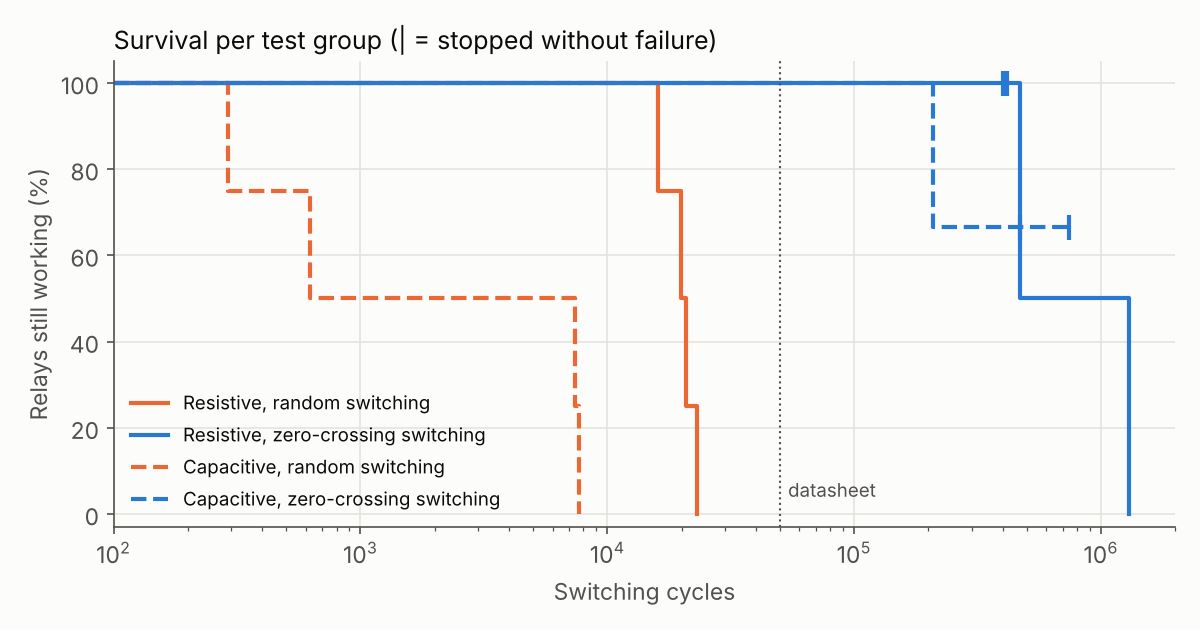 Survival per test group (| = stopped without failure)
Relays still working (%)
100
80
60
40
20
0
Resistive, random switching
Resistive, zero-crossing switching
Capacitive, random switching
Capacitive, zero-crossing switching
datasheet
10² 10³ 10⁴ 10⁵ 10⁶
Switching cycles